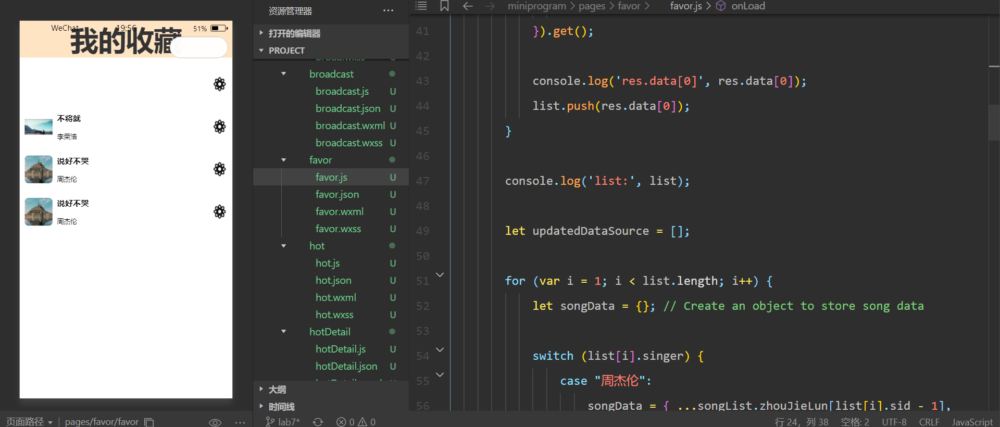 WeChat 19:56 51%
我的收藏
不将就
李荣浩
说好不哭
周杰伦
说好不哭
周杰伦
页面路径 pages/favor/favor
资源管理器
打开的编辑器
PROJECT
broad.wxss U
broadcast
broadcast.js U
broadcast.json U
broadcast.wxml U
broadcast.wxss U
favor
favor.js U
favor.json U
favor.wxml U
favor.wxss U
hot
hot.js U
hot.json U
hot.wxml U
hot.wxss U
hotDetail
hotDetail.js U
hotDetail.json U
大纲
时间线
miniprogram > pages > favor > favor.js > onLoad
41 }).get();
42
43 console.log('res.data[0]', res.data[0]);
44 list.push(res.data[0]);
45 }
46
47 console.log('list:', list);
48
49 let updatedDataSource = [];
50
51 for (var i = 1; i < list.length; i++) {
52 let songData = {}; // Create an object to store song data
53
54 switch (list[i].singer) {
55 case "周杰伦":
56 songData = { ...songList.zhouJieLun[list[i].sid - 1],
lab7* 0 0 行 24，列 38 空格: 2 UTF-8 CRLF JavaScript